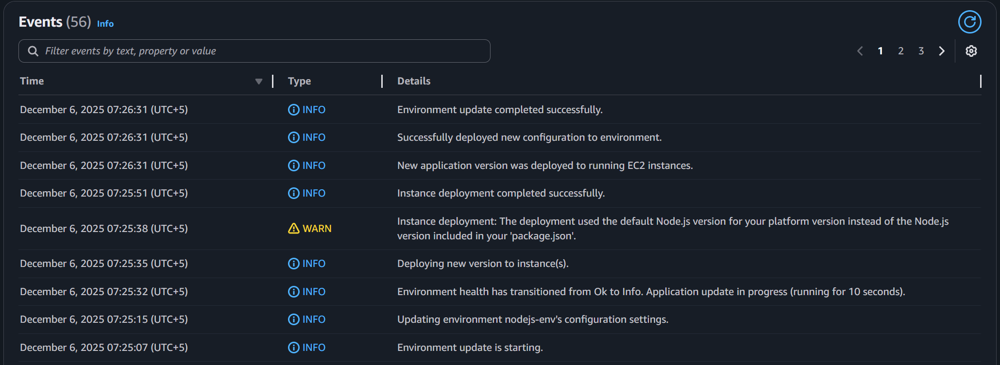 Events (56) Info
Filter events by text, property or value
1 2 3
Time Type Details
December 6, 2025 07:26:31 (UTC+5) INFO Environment update completed successfully.
December 6, 2025 07:26:31 (UTC+5) INFO Successfully deployed new configuration to environment.
December 6, 2025 07:26:31 (UTC+5) INFO New application version was deployed to running EC2 instances.
December 6, 2025 07:25:51 (UTC+5) INFO Instance deployment completed successfully.
December 6, 2025 07:25:38 (UTC+5) WARN Instance deployment: The deployment used the default Node.js version for your platform version instead of the Node.js
version included in your 'package.json'.
December 6, 2025 07:25:35 (UTC+5) INFO Deploying new version to instance(s).
December 6, 2025 07:25:32 (UTC+5) INFO Environment health has transitioned from Ok to Info. Application update in progress (running for 10 seconds).
December 6, 2025 07:25:15 (UTC+5) INFO Updating environment nodejs-env's configuration settings.
December 6, 2025 07:25:07 (UTC+5) INFO Environment update is starting.